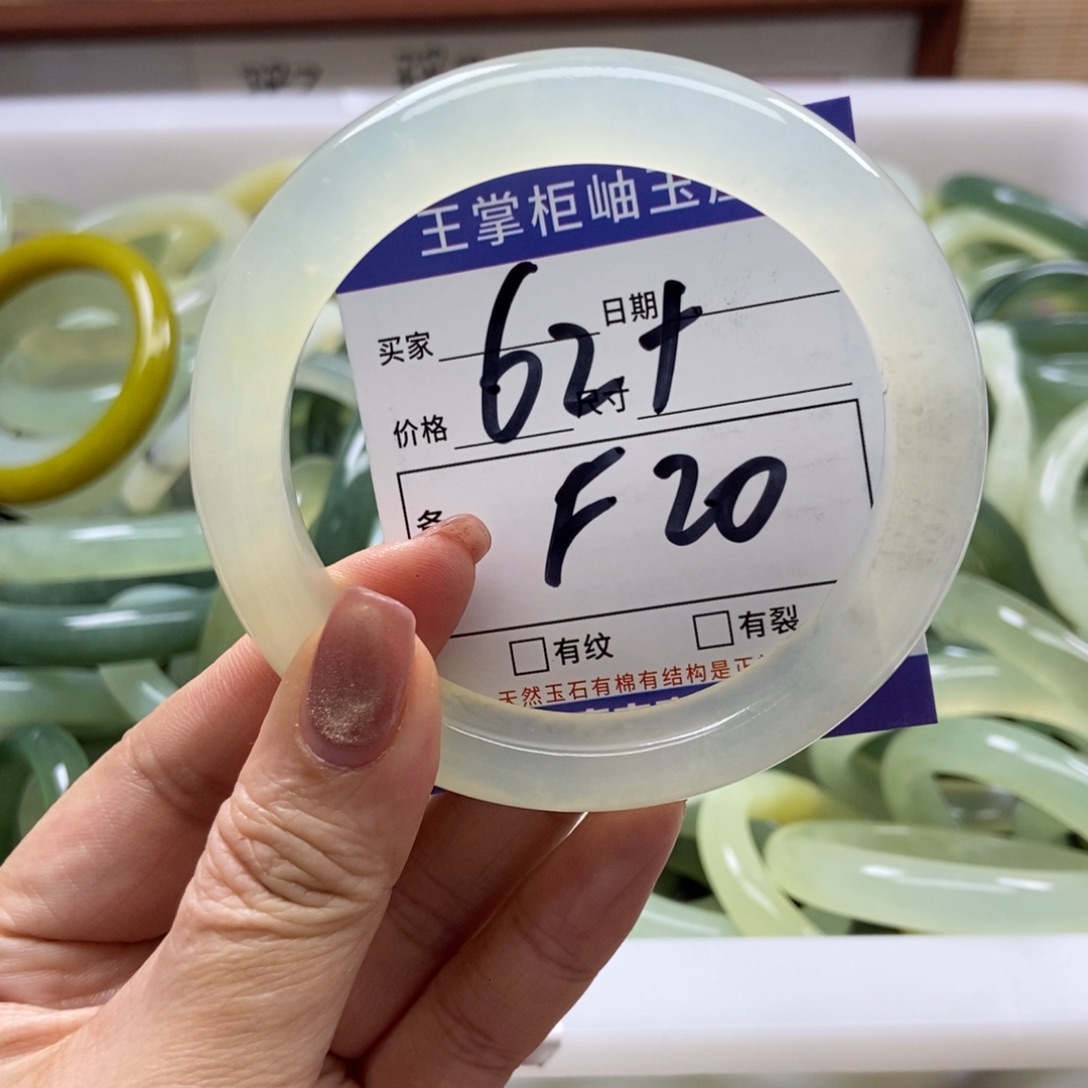 王掌柜岫玉
买家 日期
62+
价格 尺寸
F20
有纹 有裂
天然玉石有棉有结构是正